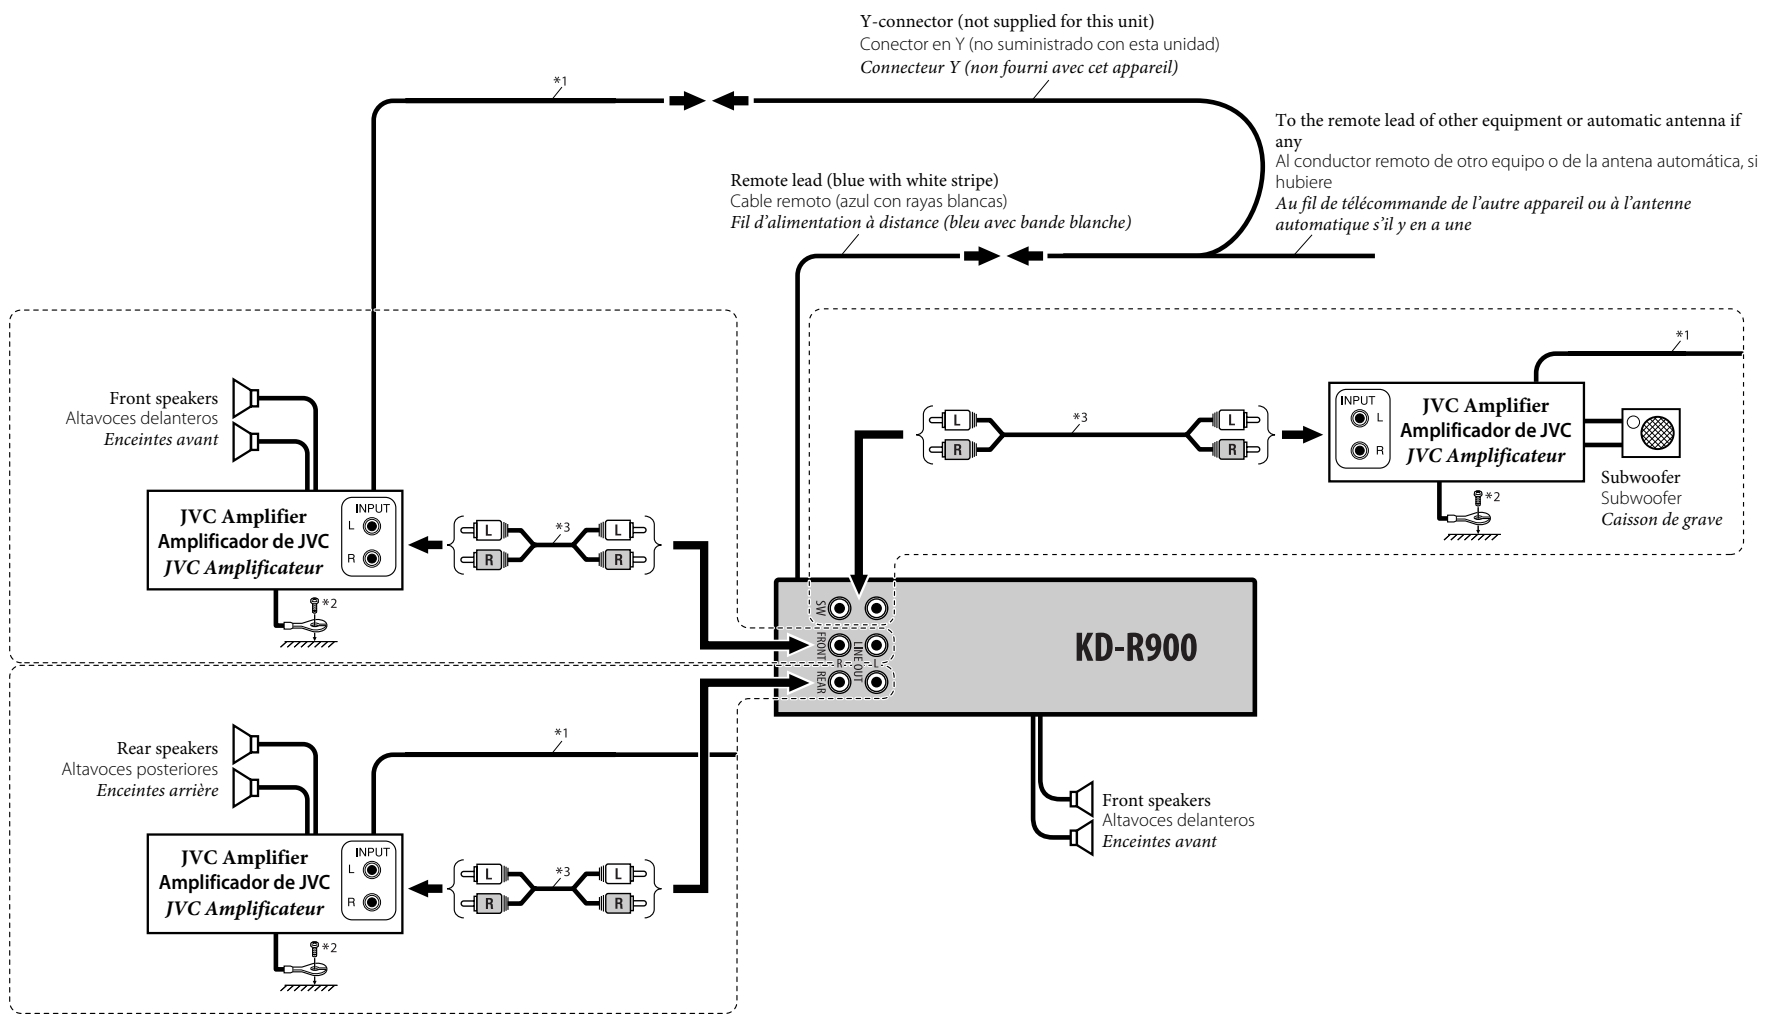 Y-connector (not supplied for this unit)
Conector en Y (no suministrado con esta unidad)
Connecteur Y (non fourni avec cet appareil)
*1
To the remote lead of other equipment or automatic antenna if
any
Al conductor remoto de otro equipo o de la antena automática, si
hubiere
Au fil de télécommande de l'autre appareil ou à l'antenne
automatique s'il y en a une
Remote lead (blue with white stripe)
Cable remoto (azul con rayas blancas)
Fil d'alimentation à distance (bleu avec bande blanche)
Front speakers
Altavoces delanteros
Enceintes avant
JVC Amplifier
Amplificador de JVC
JVC Amplificateur
INPUT
L
R
*2
L
R
*3
L
R
L
R
*3
L
R
*1
INPUT
L
R
JVC Amplifier
Amplificador de JVC
JVC Amplificateur
*2
Subwoofer
Subwoofer
Caisson de grave
SW
FRONT
REAR
LINE OUT
R
L
KD-R900
Rear speakers
Altavoces posteriores
Enceintes arrière
*1
JVC Amplifier
Amplificador de JVC
JVC Amplificateur
INPUT
L
R
*2
L
R
*3
L
R
Front speakers
Altavoces delanteros
Enceintes avant